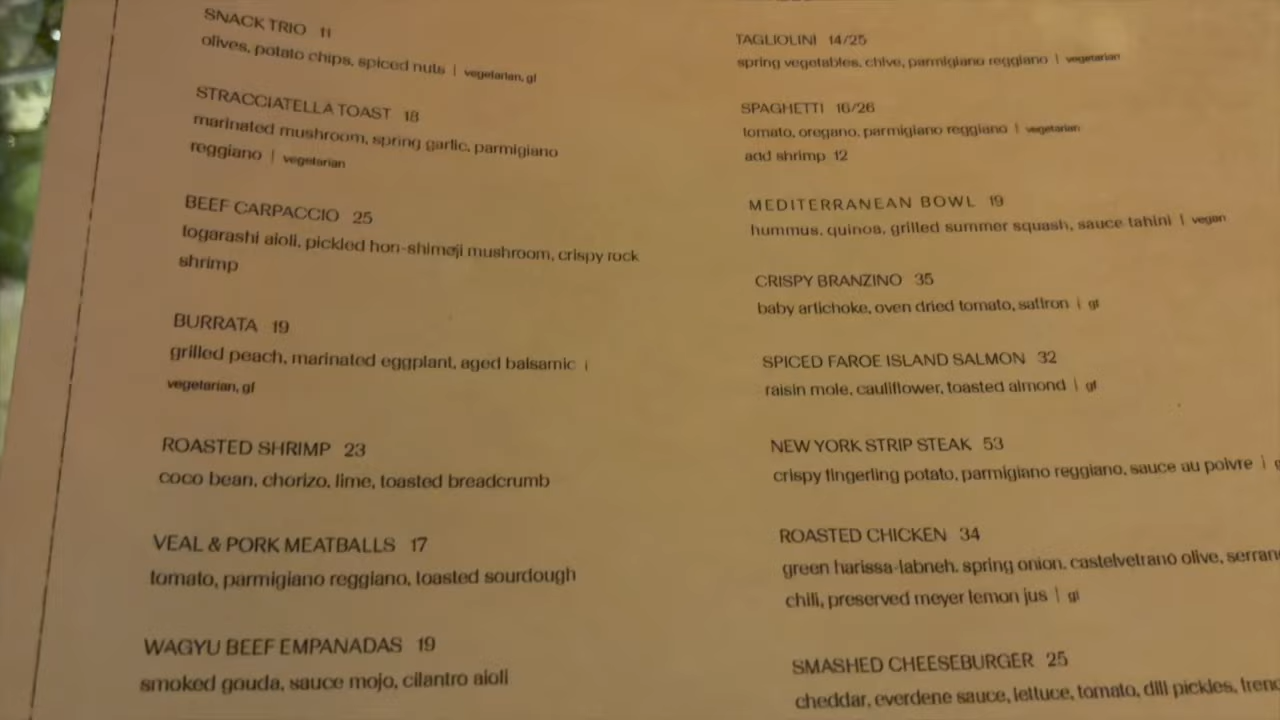 SNACK TRIO 11
olives, potato chips, spiced nuts | vegetarian, gf
STRACCIATELLA TOAST 18
marinated mushroom, spring garlic, parmigiano
reggiano | vegetarian
BEEF CARPACCIO 25
togarashi aioli, pickled hon-shimeji mushroom, crispy rock
shrimp
BURRATA 19
grilled peach, marinated eggplant, aged balsamic |
vegetarian, gf
ROASTED SHRIMP 23
coco bean, chorizo, lime, toasted breadcrumb
VEAL & PORK MEATBALLS 17
tomato, parmigiano reggiano, toasted sourdough
WAGYU BEEF EMPANADAS 19
smoked gouda, sauce mojo, cilantro aioli
TAGLIOLINI 14/25
spring vegetables, chive, parmigiano reggiano | vegetarian
SPAGHETTI 16/26
tomato, oregano, parmigiano reggiano | vegetarian
add shrimp 12
MEDITERRANEAN BOWL 19
hummus, quinoa, grilled summer squash, sauce tahini | vegan
CRISPY BRANZINO 35
baby artichoke, oven dried tomato, saffron | gf
SPICED FAROE ISLAND SALMON 32
raisin mole, cauliflower, toasted almond | gf
NEW YORK STRIP STEAK 53
crispy fingerling potato, parmigiano reggiano, sauce au poivre |
ROASTED CHICKEN 34
green harissa-labneh, spring onion, castelvetrano olive,
chili, preserved meyer lemon jus | gf
SMASHED CHEESEBURGER 25
cheddar, everdene sauce, lettuce, tomato, dill pickles,